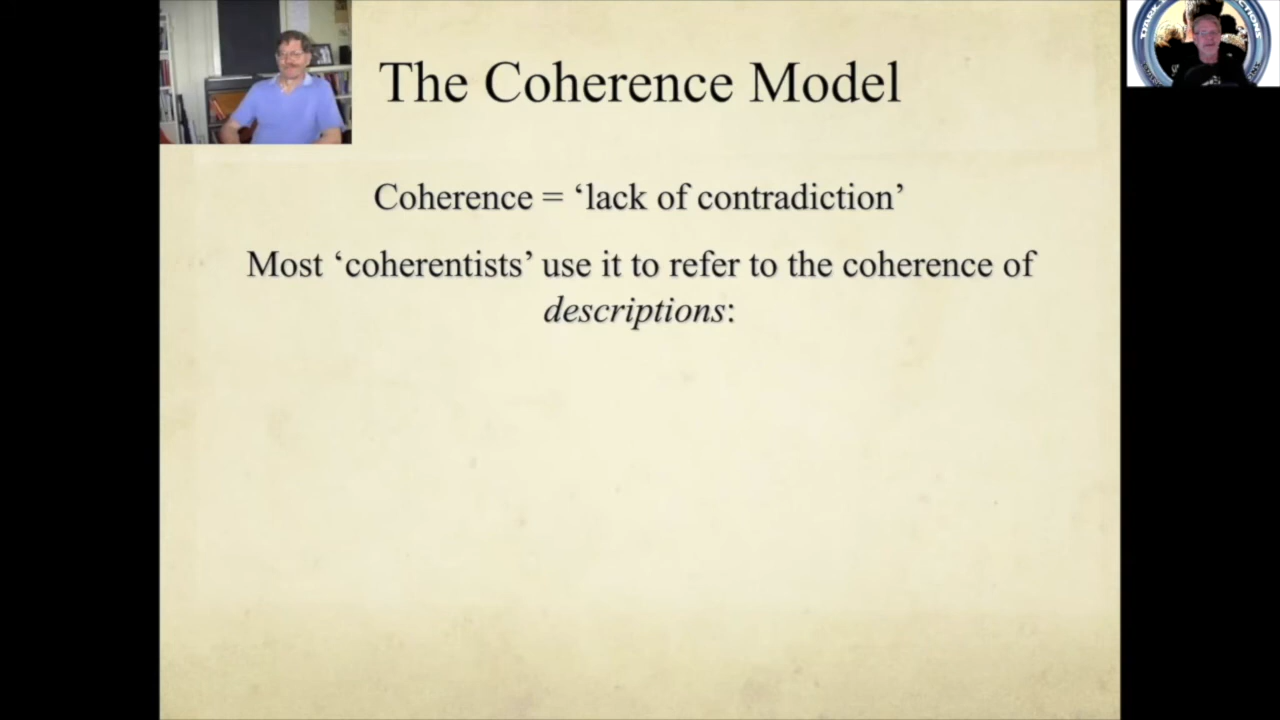 The Coherence Model
Coherence = ‘lack of contradiction’
Most ‘coherentists’ use it to refer to the coherence of
descriptions: